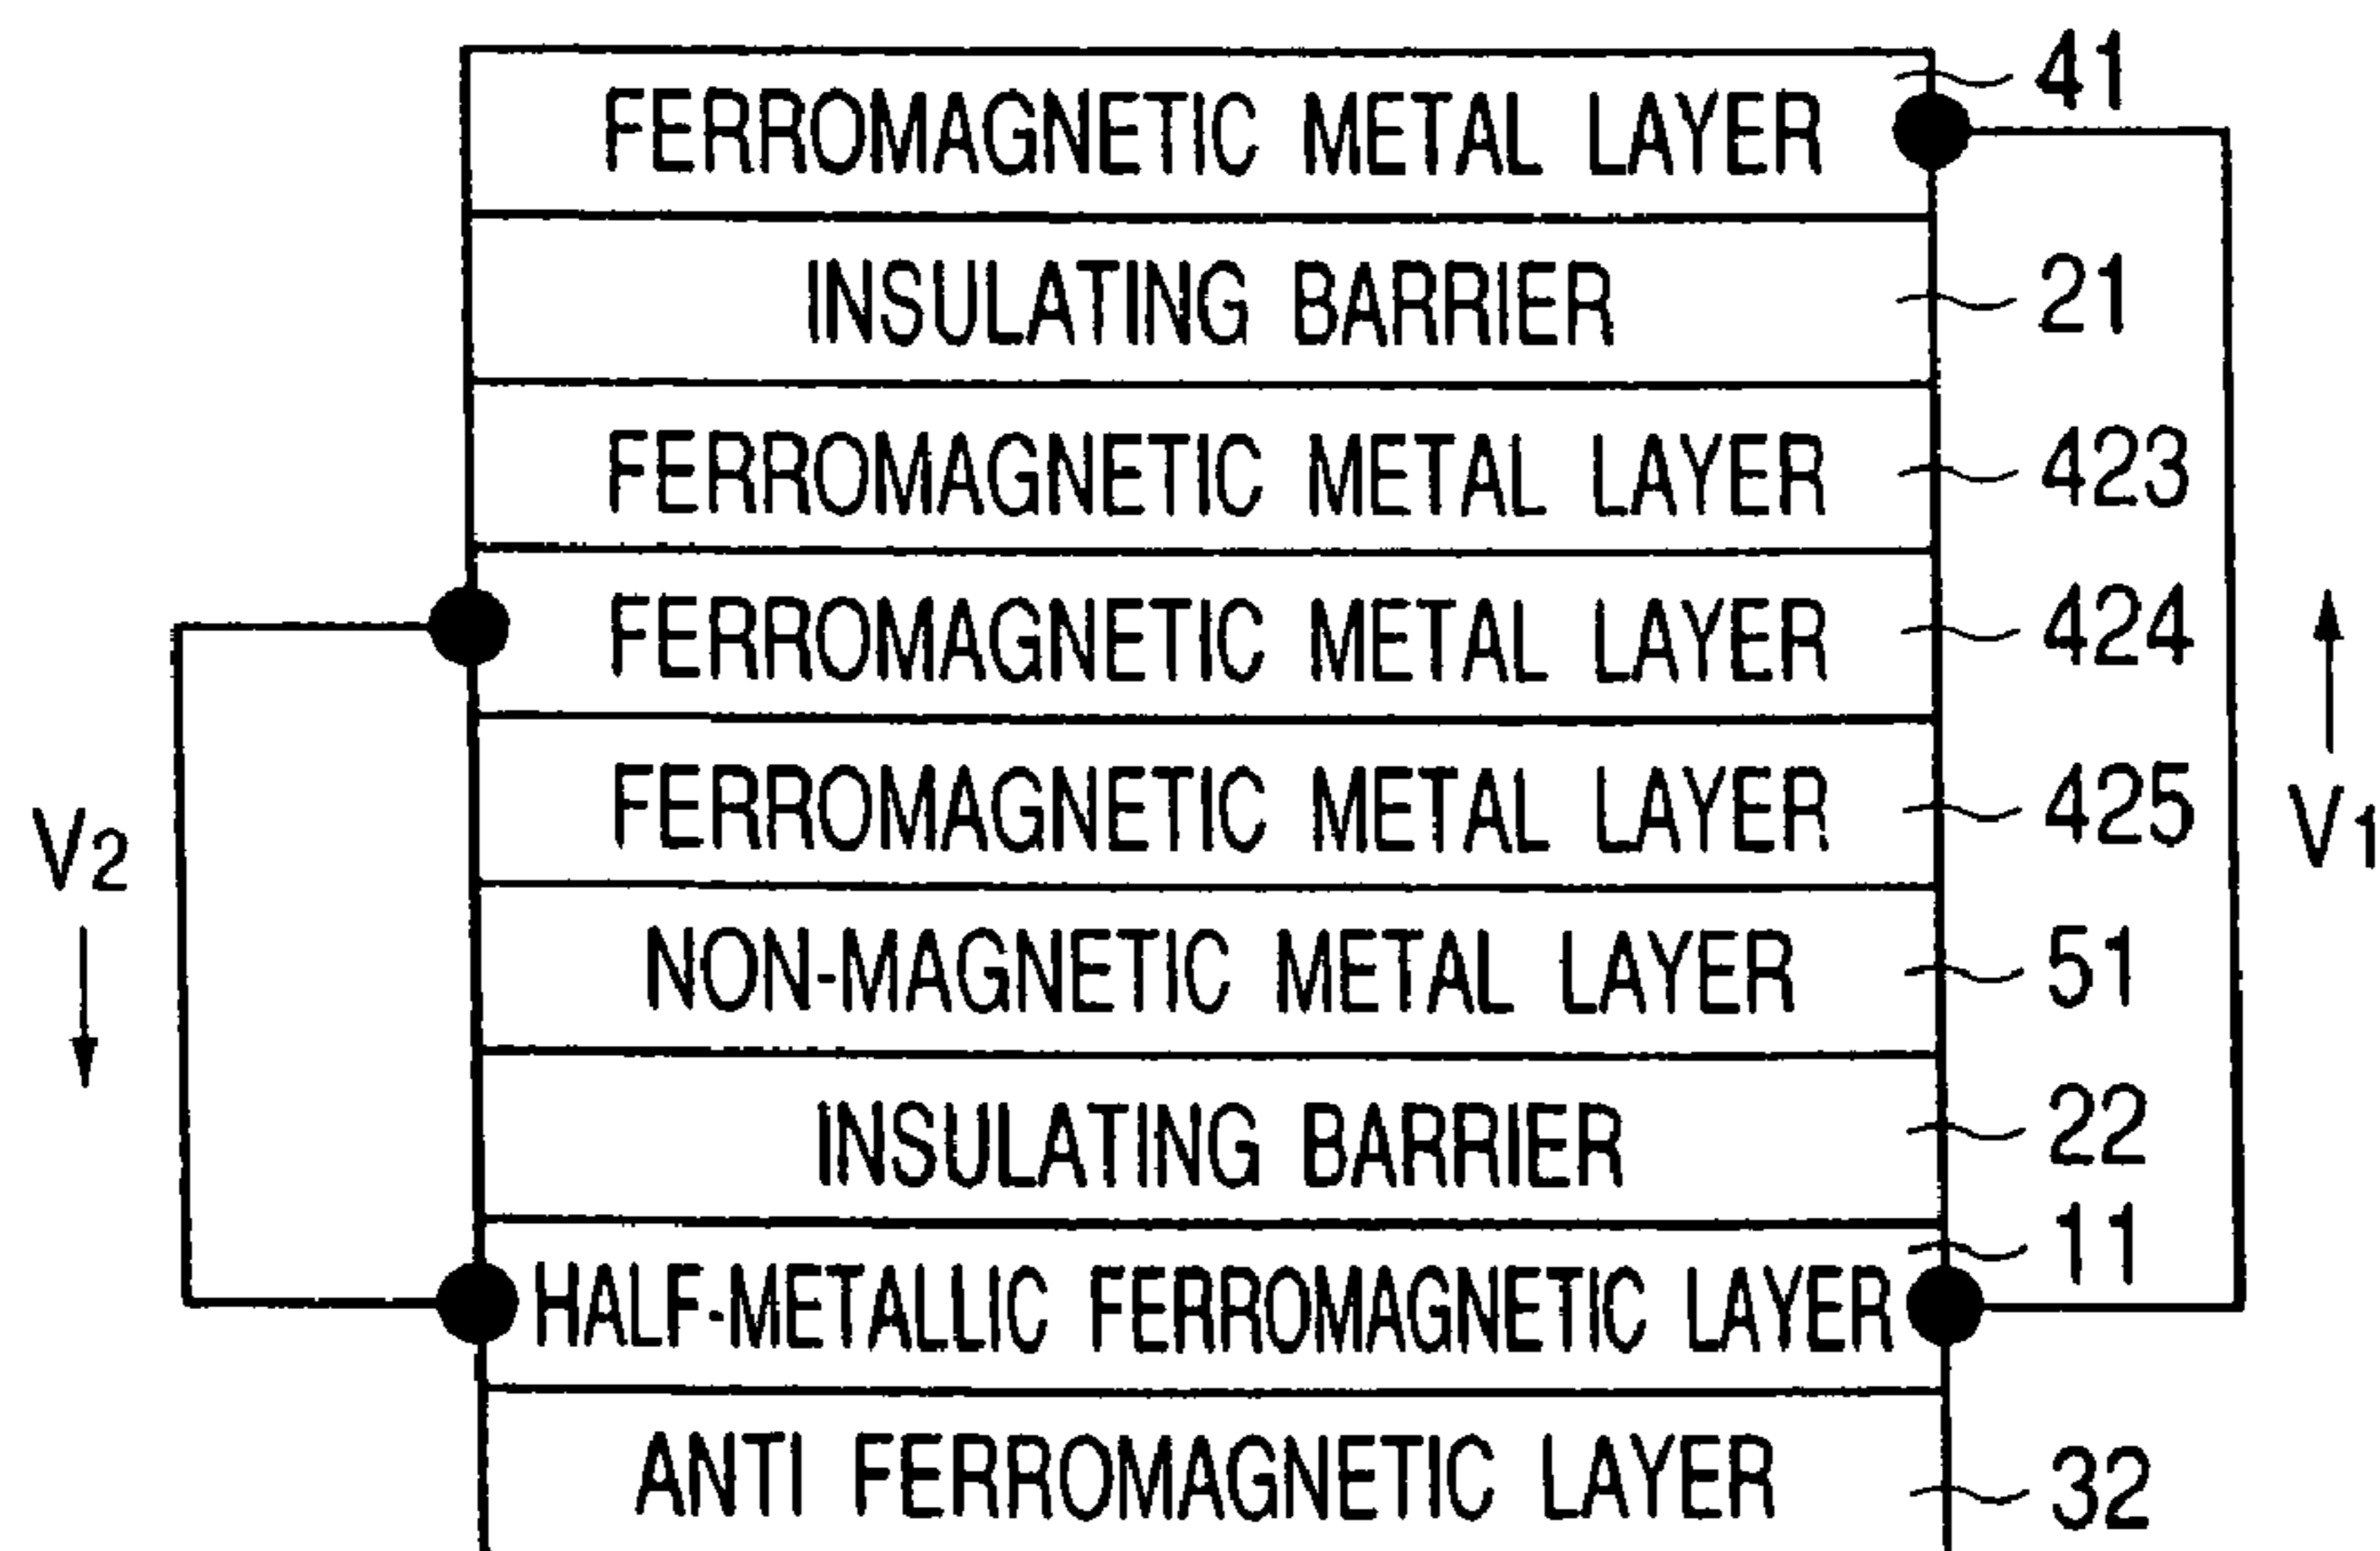 FERROMAGNETIC METAL LAYER 41
INSULATING BARRIER 21
FERROMAGNETIC METAL LAYER 423
FERROMAGNETIC METAL LAYER 424
FERROMAGNETIC METAL LAYER 425
V2
V1
NON-MAGNETIC METAL LAYER 51
INSULATING BARRIER 22
HALF-METALLIC FERROMAGNETIC LAYER 11
ANTI FERROMAGNETIC LAYER 32